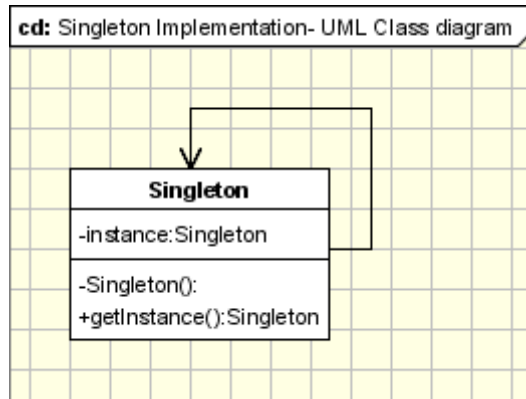 cd: Singleton Implementation- UML Class diagram
Singleton
-instance:Singleton
-Singleton():
+getInstance():Singleton